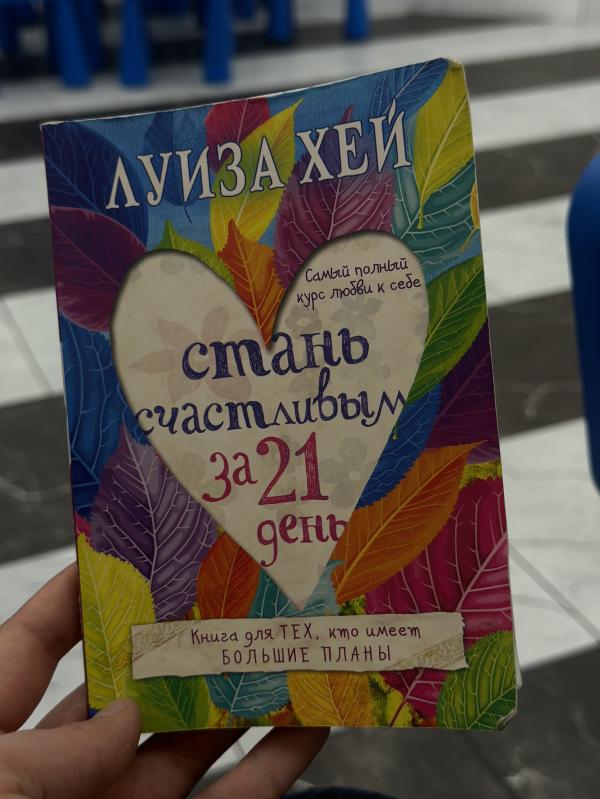 ЛУИЗА ХЕЙ
Самый полный
курс любви к себе
стань
счастливым
за 21
день
Книга для ТЕХ, кто имеет
БОЛЬШИЕ ПЛАНЫ